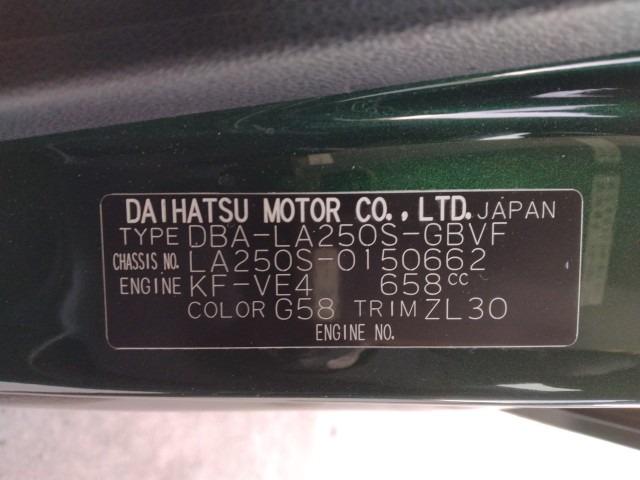 DAIHATSU MOTOR CO., LTD. JAPAN
TYPE DBA-LA250S-GBVF
CHASSIS NO. LA250S-0150662
ENGINE KF-VE4 658cc
COLOR G58 TRIM ZL30
ENGINE NO.